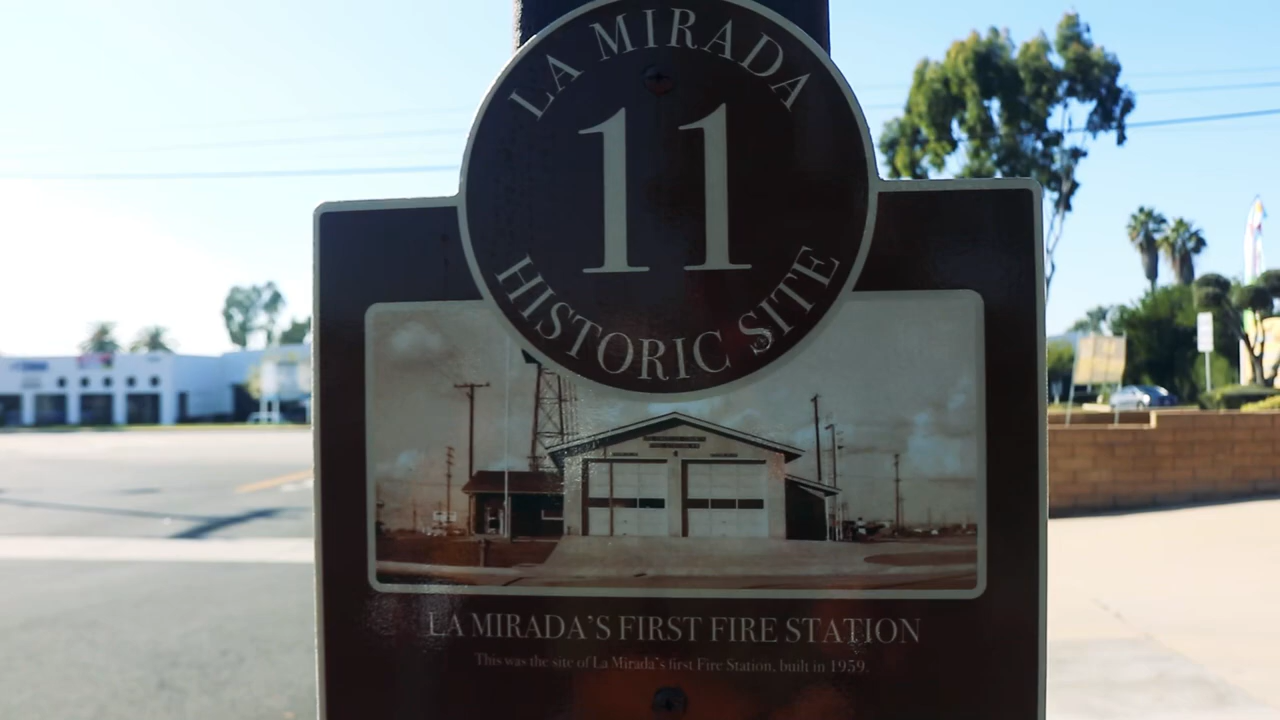 LA MIRADA
11
HISTORIC SITE
LA MIRADA'S FIRST FIRE STATION
This was the site of La Mirada's first Fire Station, built in 1959.